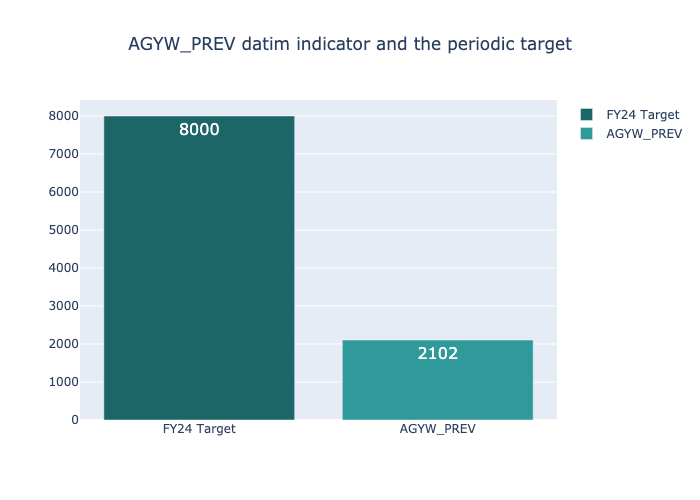 AGYW_PREV datim indicator and the periodic target
FY24 Target
AGYW_PREV
8000
7000
6000
5000
4000
3000
2000
1000
0
8000
2102
FY24 Target
AGYW_PREV